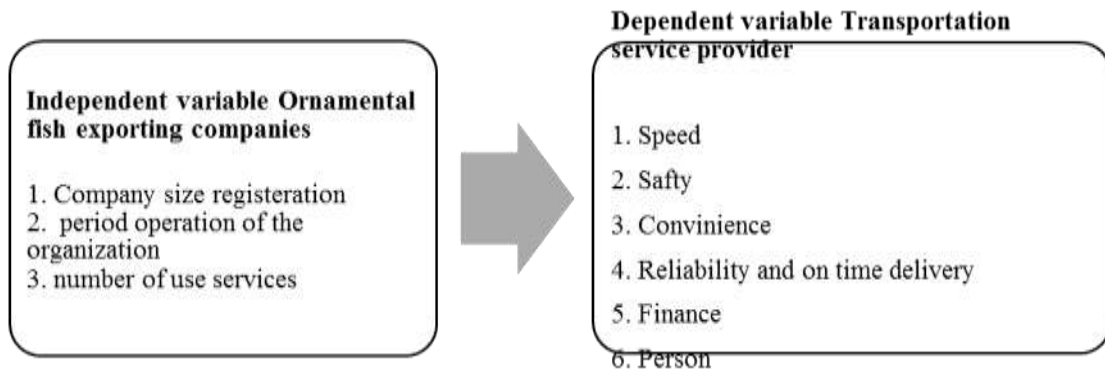 Independent variable Ornamental
fish exporting companies
1. Company size registeration
2. period operation of the
organization
3. number of use services
Dependent variable Transportation
service provider
1. Speed
2. Safty
3. Convinience
4. Reliability and on time delivery
5. Finance
6. Person